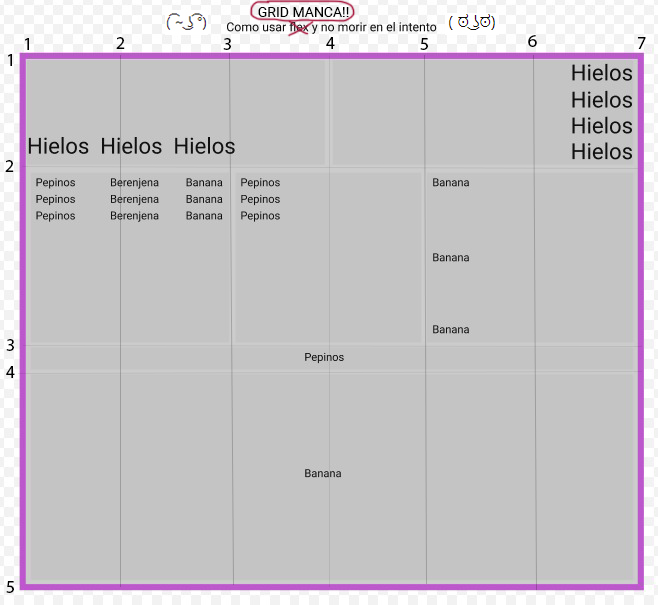 GRID MANCA!!
( ͡~ ͜ʖ ͡°)
Como usar flex y no morir en el intento
( ಠ ͜ʖಠ)
1 2 3 4 5 6 7
1
Hielos
Hielos
Hielos
Hielos
Hielos Hielos Hielos
2
Pepinos Berenjena Banana Pepinos Banana
Pepinos Berenjena Banana Pepinos
Pepinos Berenjena Banana Pepinos
Banana
Banana
3
Pepinos
4
Banana
5